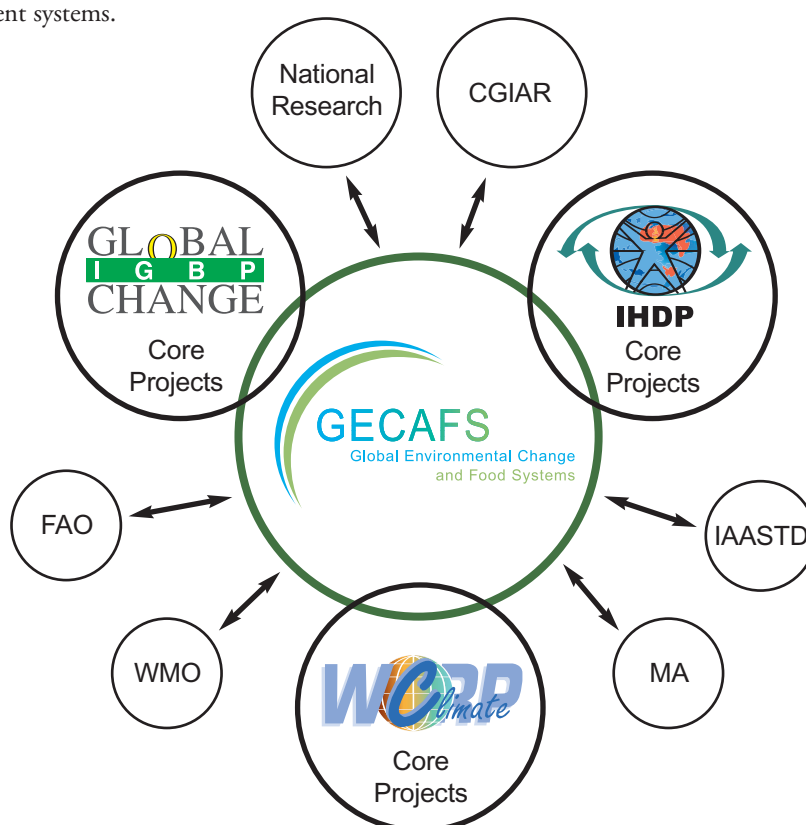 ent systems.
National
Research
CGIAR
GLOBAL
IGBP
CHANGE
Core
Projects
IHDP
Core
Projects
GECAFS
Global Environmental Change
and Food Systems
FAO
IAASTD
WMO
MA
WCRP
Climate
Core
Projects